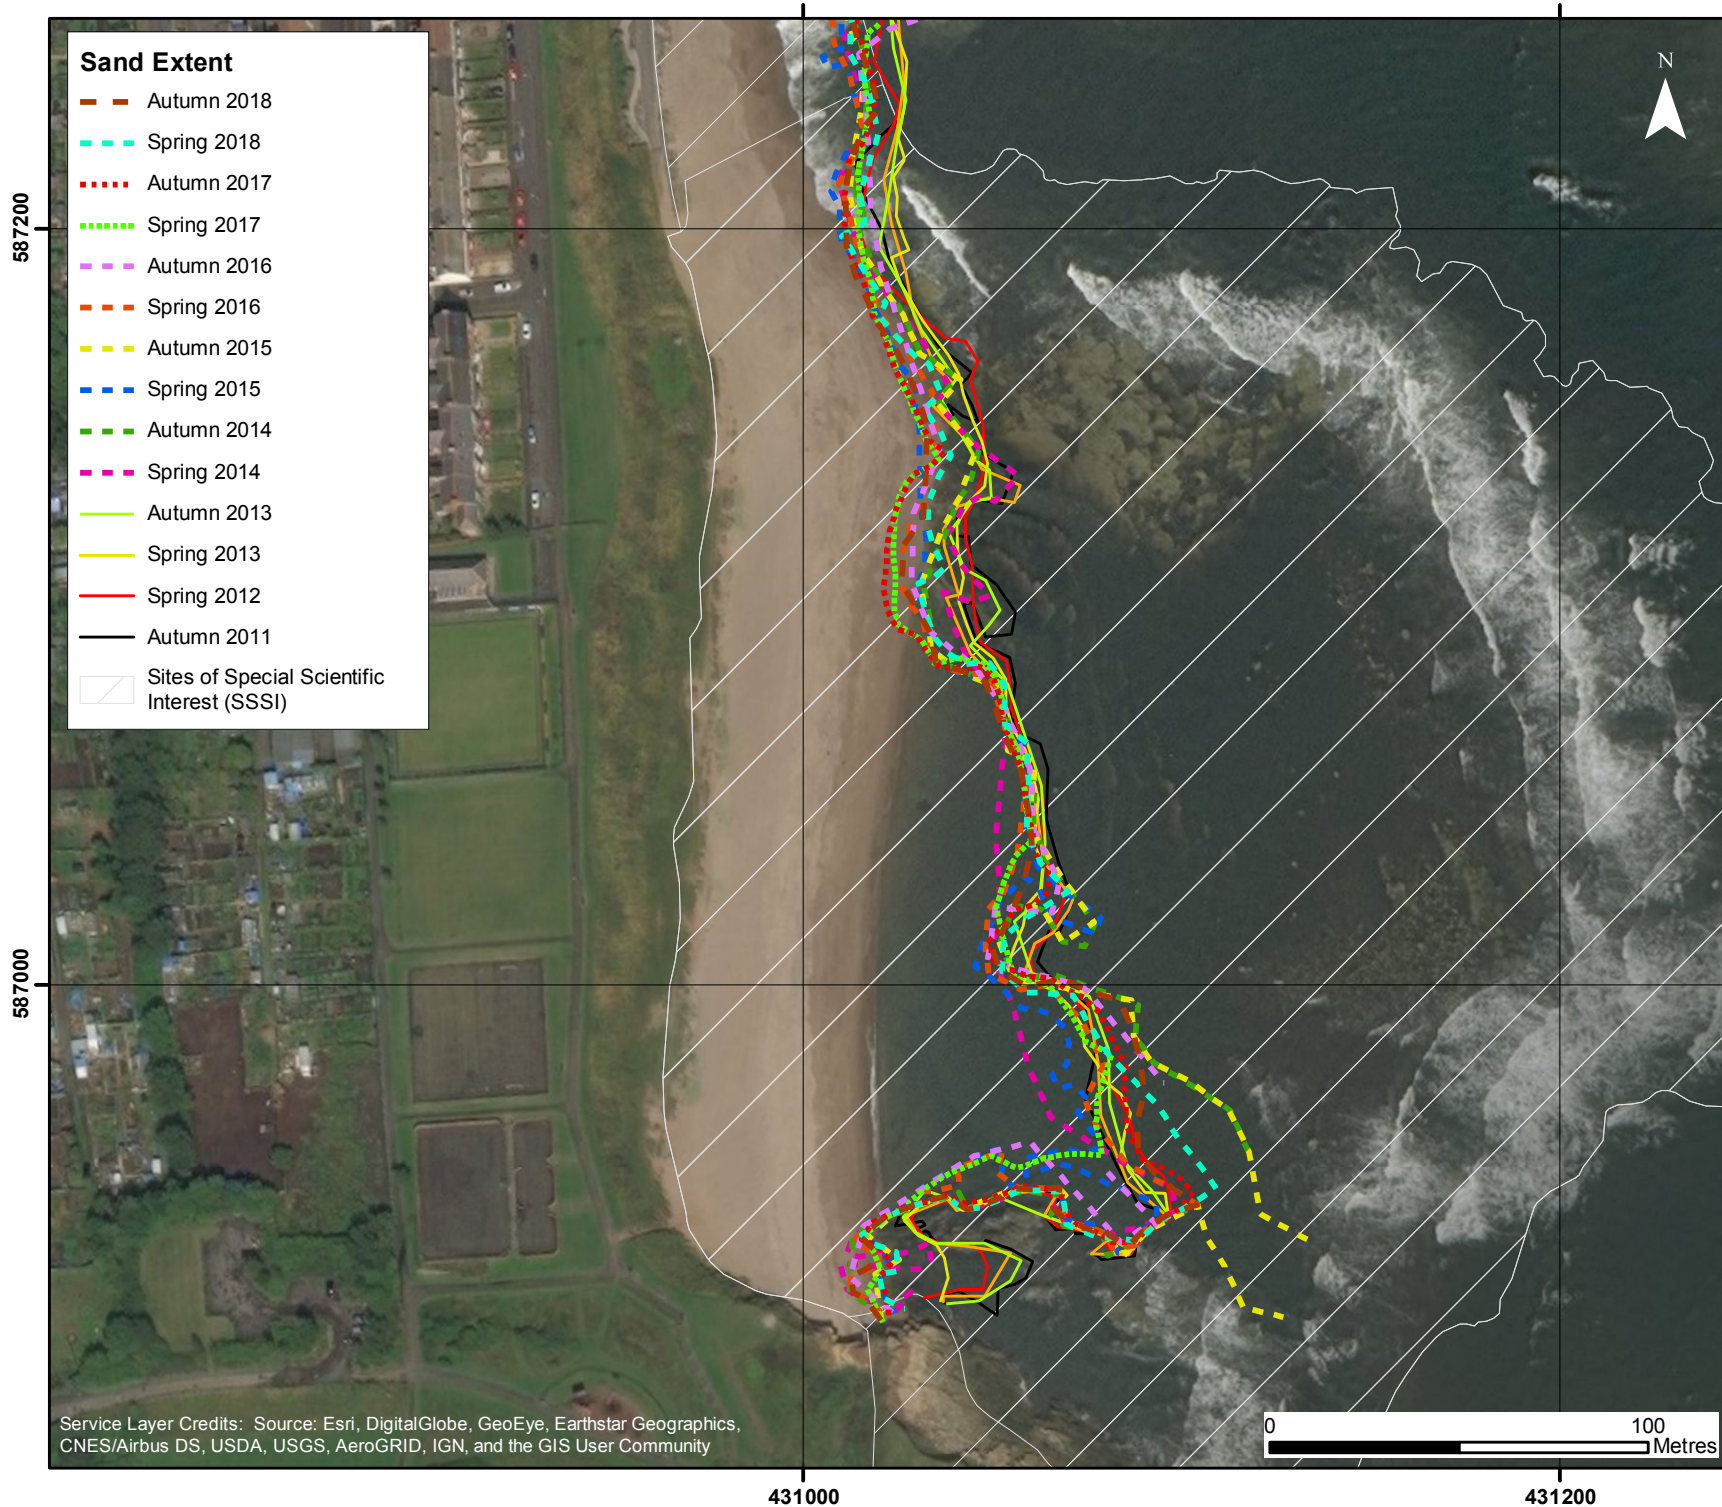 Sand Extent
Autumn 2018
Spring 2018
Autumn 2017
Spring 2017
Autumn 2016
Spring 2016
Autumn 2015
Spring 2015
Autumn 2014
Spring 2014
Autumn 2013
Spring 2013
Spring 2012
Autumn 2011
Sites of Special Scientific
Interest (SSSI)
N
587200
587000
Service Layer Credits: Source: Esri, DigitalGlobe, GeoEye, Earthstar Geographics,
CNES/Airbus DS, USDA, USGS, AeroGRID, IGN, and the GIS User Community
0 100
Metres
431000 431200